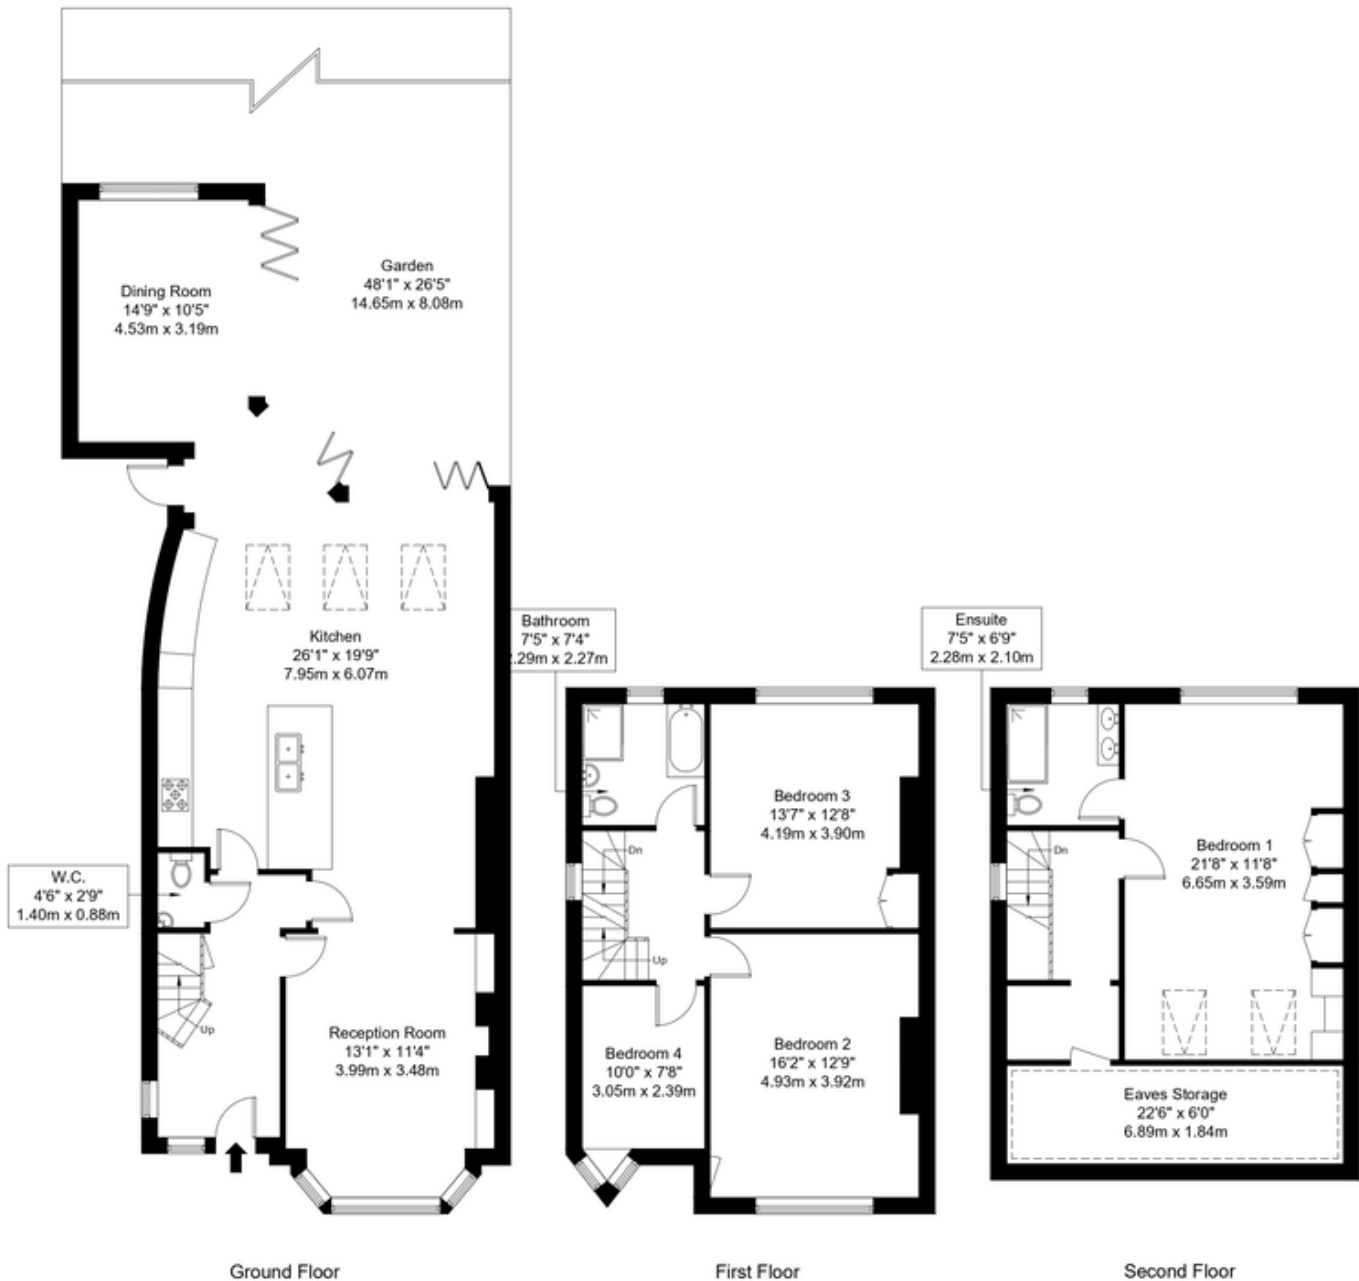 Garden
48'1" x 26'5"
14.65m x 8.08m
Dining Room
14'9" x 10'5"
4.53m x 3.19m
Kitchen
26'1" x 19'9"
7.95m x 6.07m
W.C.
4'6" x 2'9"
1.40m x 0.88m
Up
Reception Room
13'1" x 11'4"
3.99m x 3.48m
Ground Floor
Bathroom
7'5" x 7'4"
.29m x 2.27m
Bedroom 3
13'7" x 12'8"
4.19m x 3.90m
Dn
Up
Bedroom 4
10'0" x 7'8"
3.05m x 2.39m
Bedroom 2
16'2" x 12'9"
4.93m x 3.92m
First Floor
Ensuite
7'5" x 6'9"
2.28m x 2.10m
Dn
Bedroom 1
21'8" x 11'8"
6.65m x 3.59m
Eaves Storage
22'6" x 6'0"
6.89m x 1.84m
Second Floor